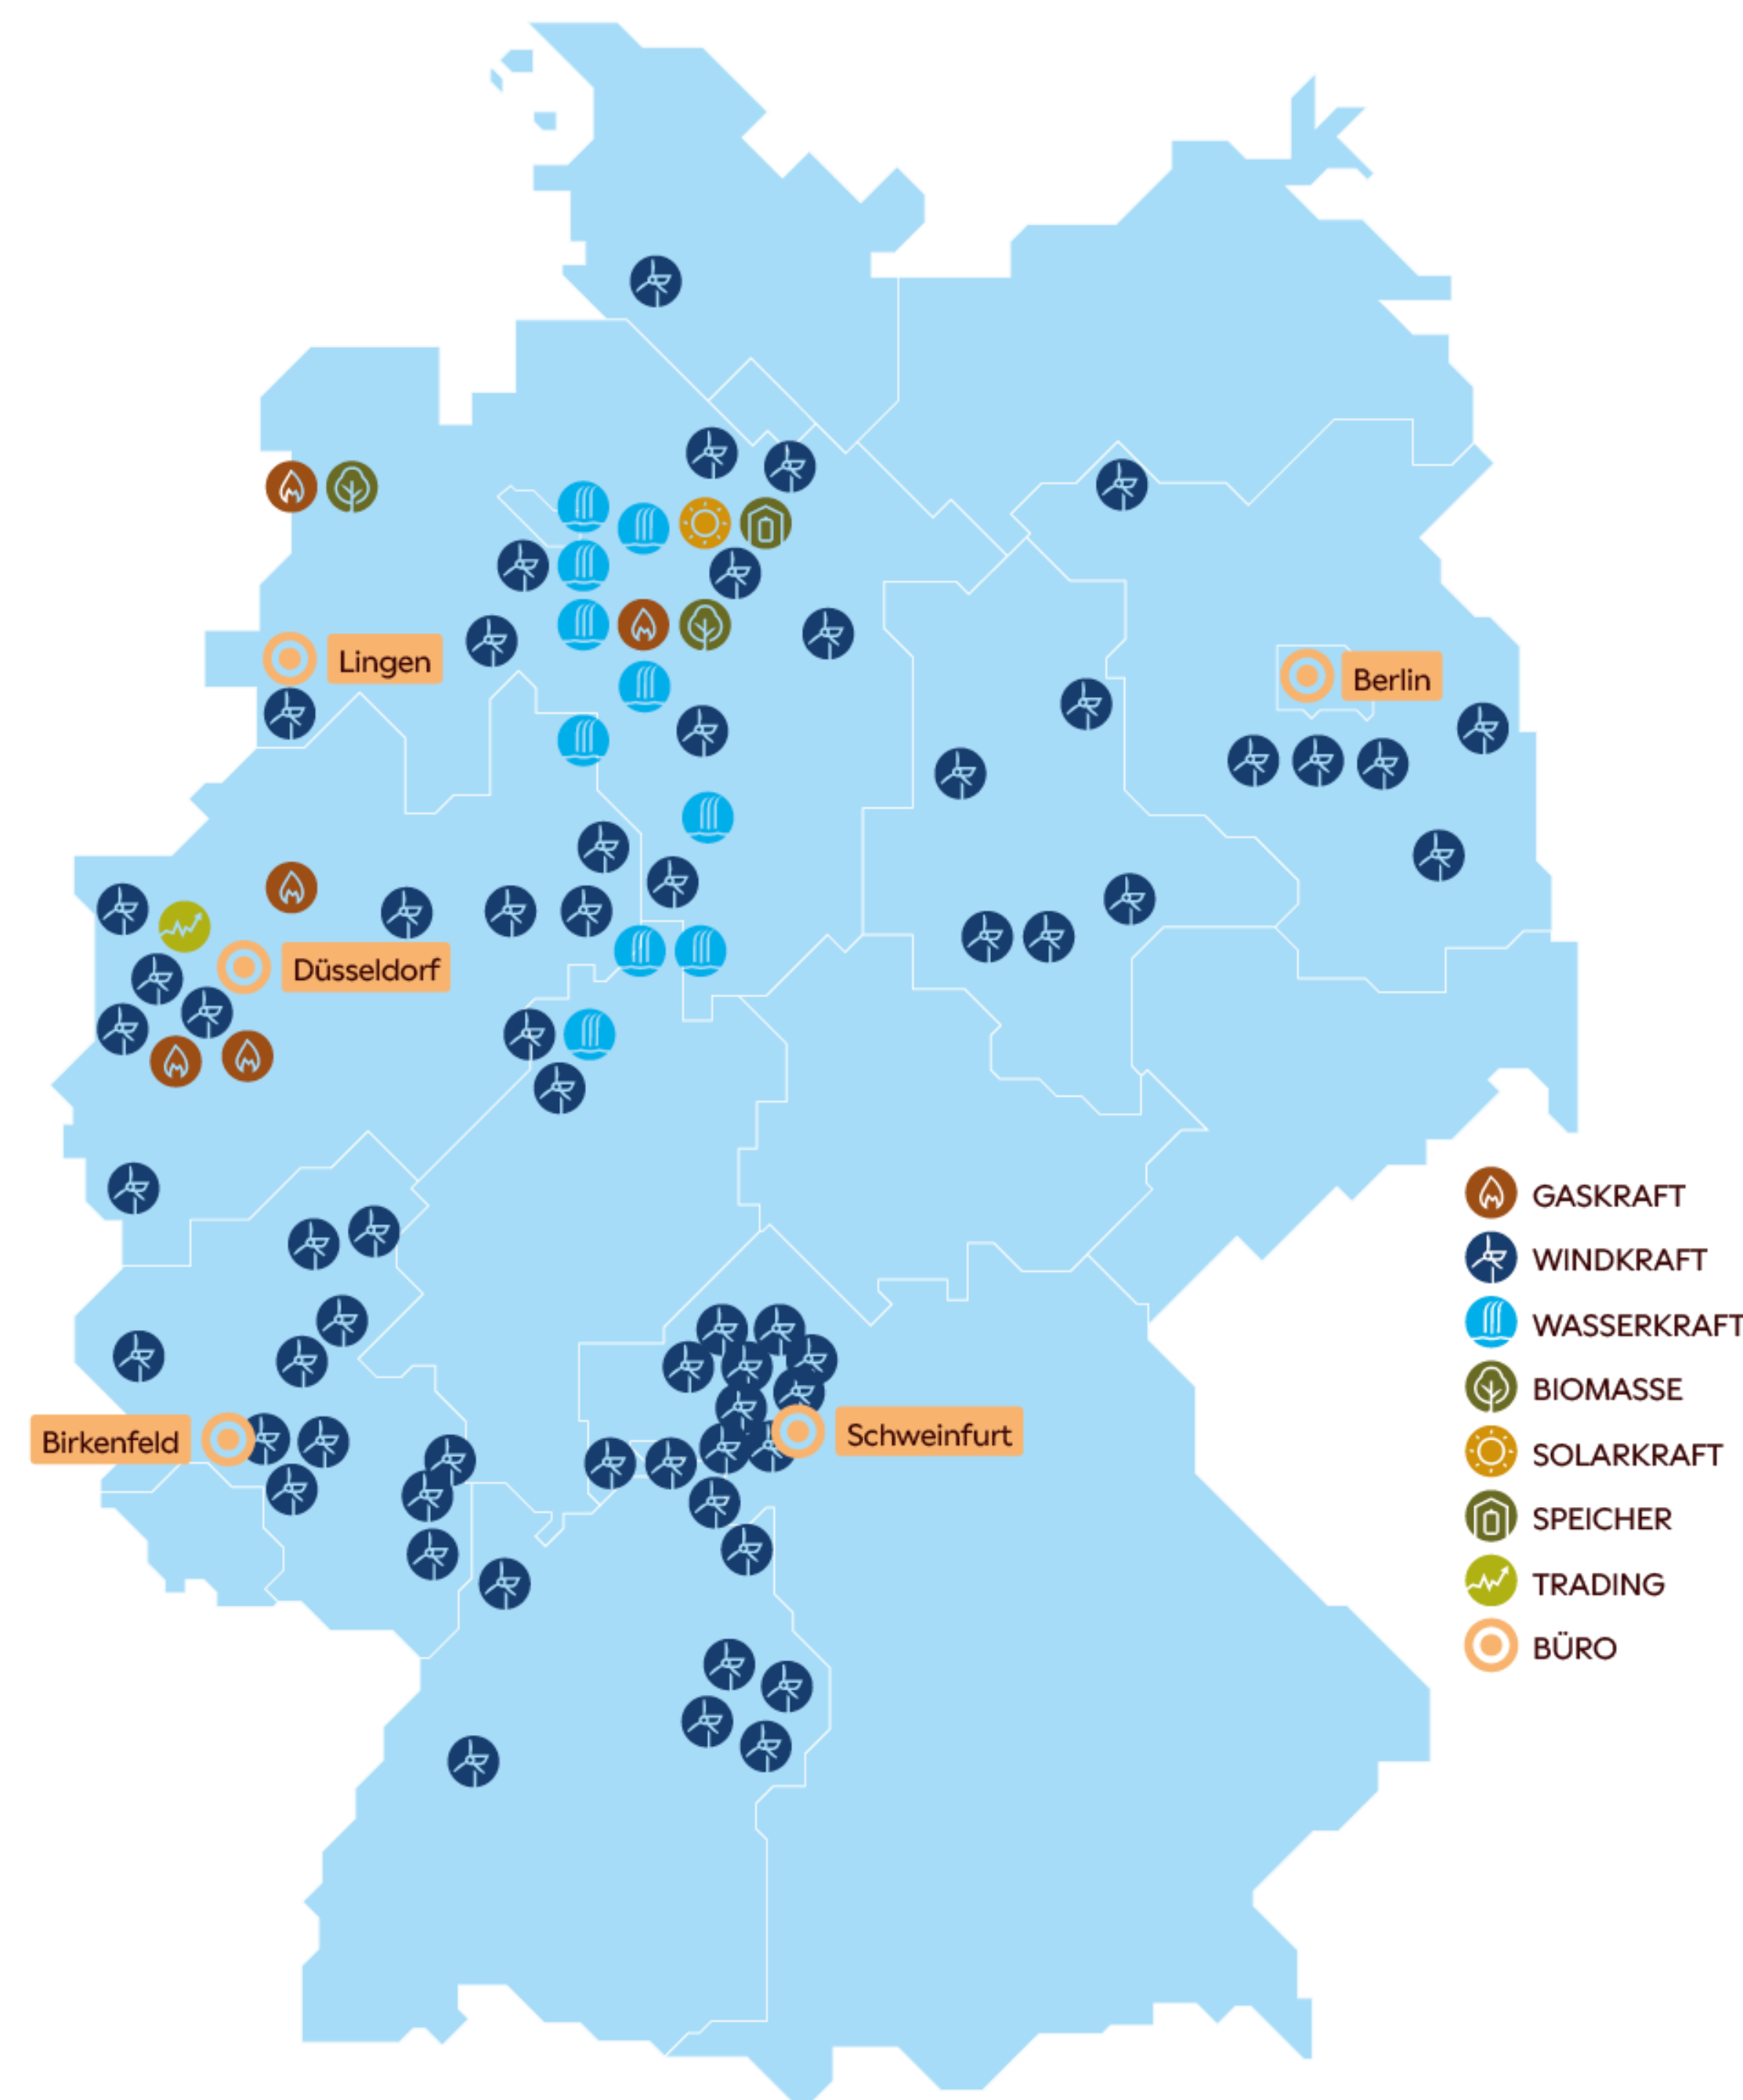 Lingen
Berlin
Düsseldorf
Birkenfeld
Schweinfurt
GASKRAFT
WINDKRAFT
WASSERKRAFT
BIOMASSE
SOLARKRAFT
SPEICHER
TRADING
BÜRO